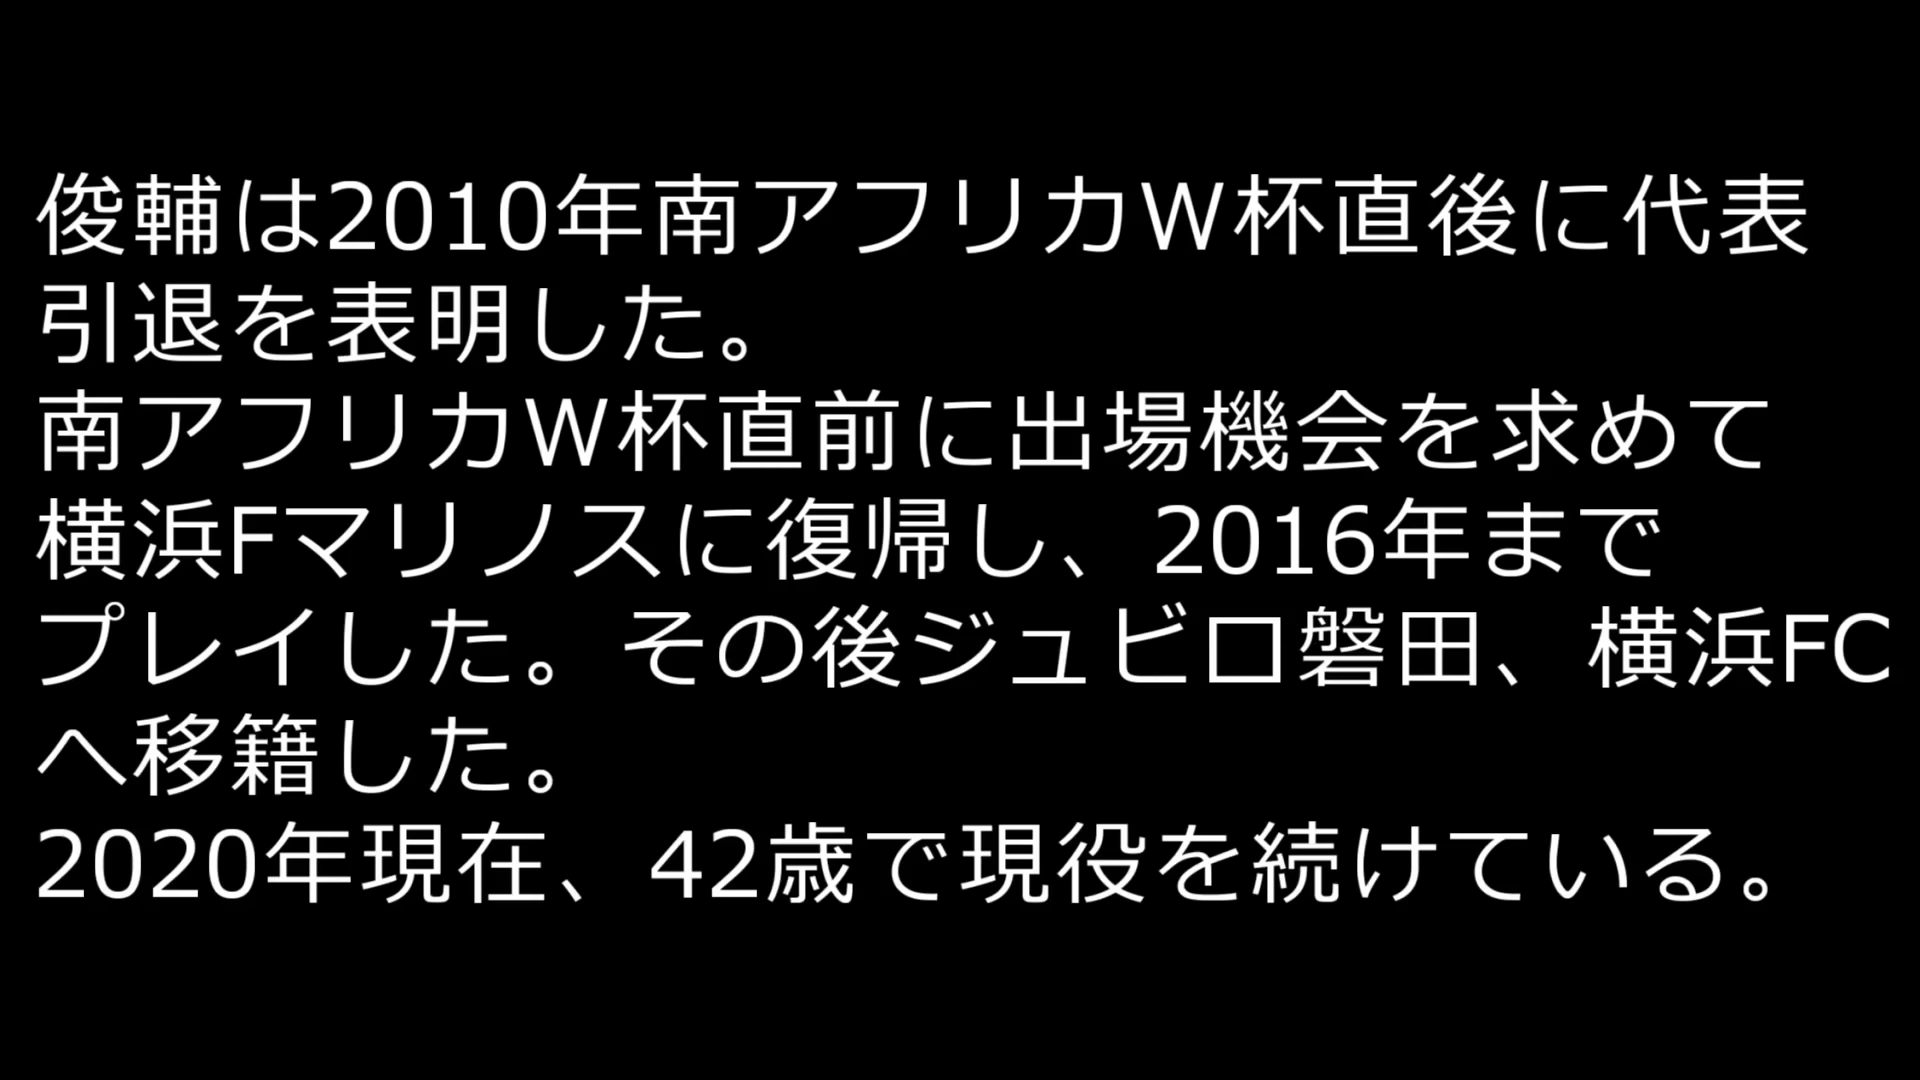 俊輔は2010年南アフリカW杯直後に代表
引退を表明した。
南アフリカW杯直前に出場機会を求めて
横浜Fマリノスに復帰し、2016年まで
プレイした。その後ジュビロ磐田、横浜FC
へ移籍した。
2020年現在、42歳で現役を続けている。